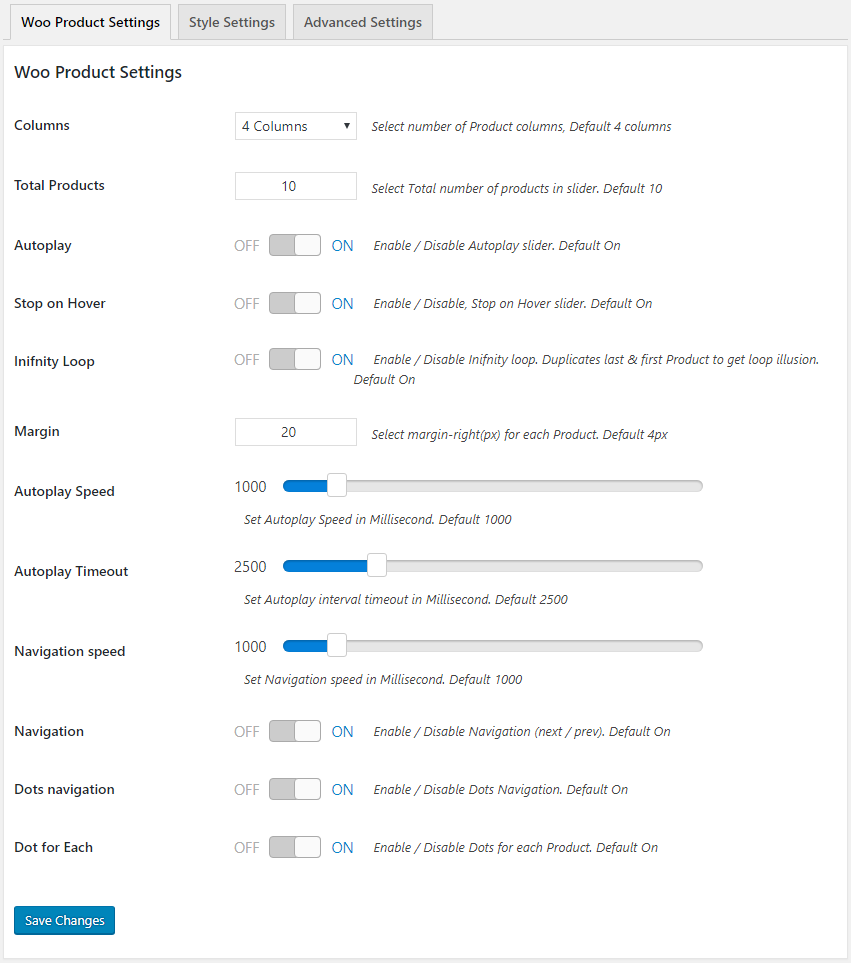 Woo Product Settings Style Settings Advanced Settings
Woo Product Settings
Columns 4 Columns Select number of Product columns, Default 4 columns
Total Products 10 Select Total number of products in slider. Default 10
Autoplay OFF ON Enable / Disable Autoplay slider. Default On
Stop on Hover OFF ON Enable / Disable, Stop on Hover slider. Default On
Inifnity Loop OFF ON Enable / Disable Inifnity loop. Duplicates last & first Product to get loop illusion.
Default On
Margin 20 Select margin-right(px) for each Product. Default 4px
Autoplay Speed 1000
Set Autoplay Speed in Millisecond. Default 1000
Autoplay Timeout 2500
Set Autoplay interval timeout in Millisecond. Default 2500
Navigation speed 1000
Set Navigation speed in Millisecond. Default 1000
Navigation OFF ON Enable / Disable Navigation (next / prev). Default On
Dots navigation OFF ON Enable / Disable Dots Navigation. Default On
Dot for Each OFF ON Enable / Disable Dots for each Product. Default On
Save Changes